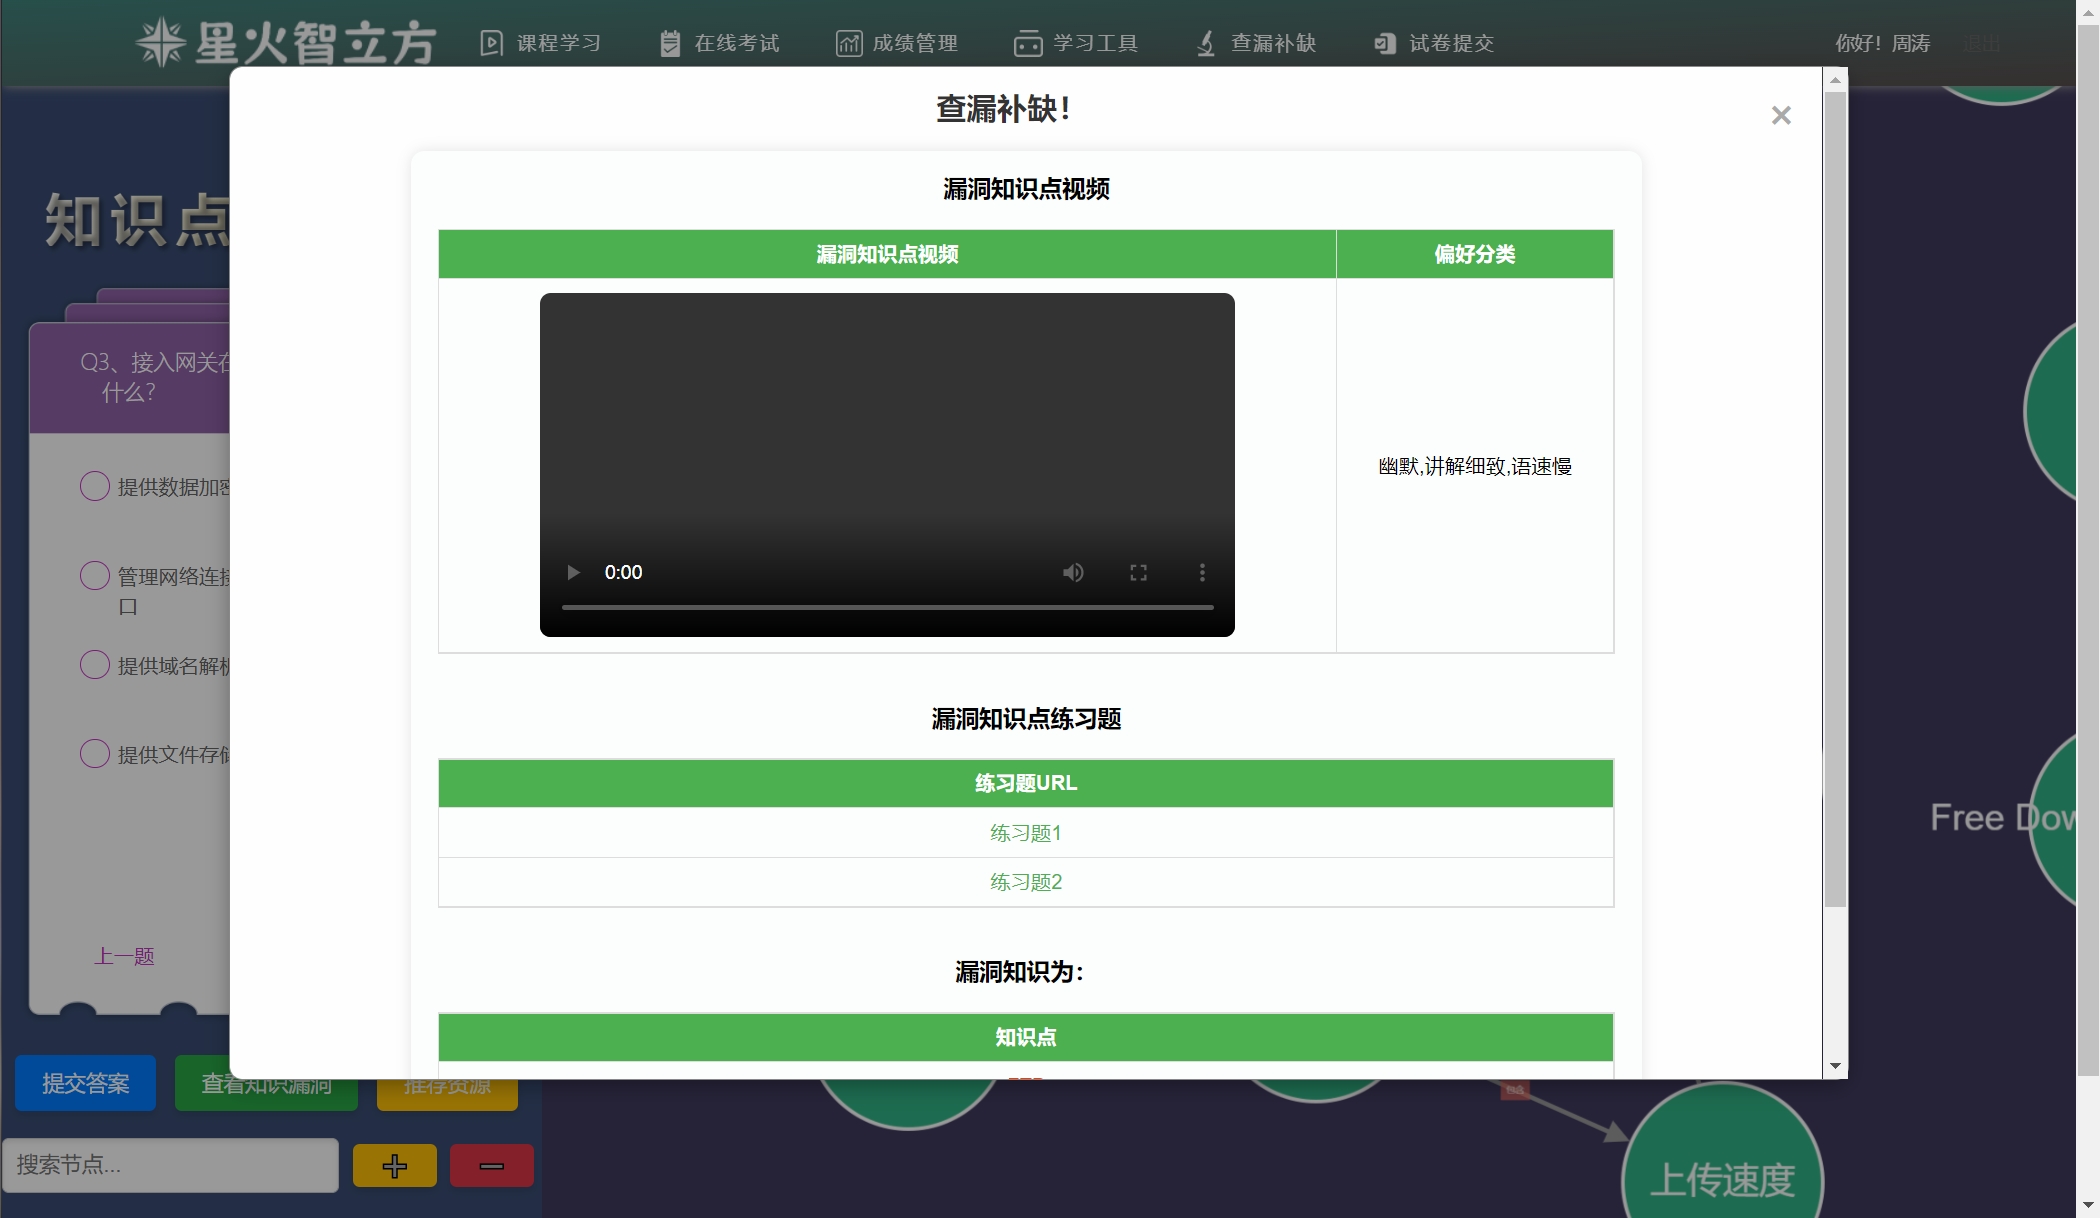 星火智立方
课程学习
在线考试
成绩管理
学习工具
查漏补缺
试卷提交
你好！周涛
退出
查漏补缺！
×
漏洞知识点视频
漏洞知识点视频
偏好分类
0:00
幽默,讲解细致,语速慢
漏洞知识点练习题
练习题URL
练习题1
练习题2
漏洞知识为：
知识点
知识点
Q3、接入网关在
什么？
提供数据加密
管理网络连接
口
提供域名解析
提供文件存储
上一题
提交答案
查看知识漏洞
推荐资源
搜索节点...
Free Dow
包含
上传速度